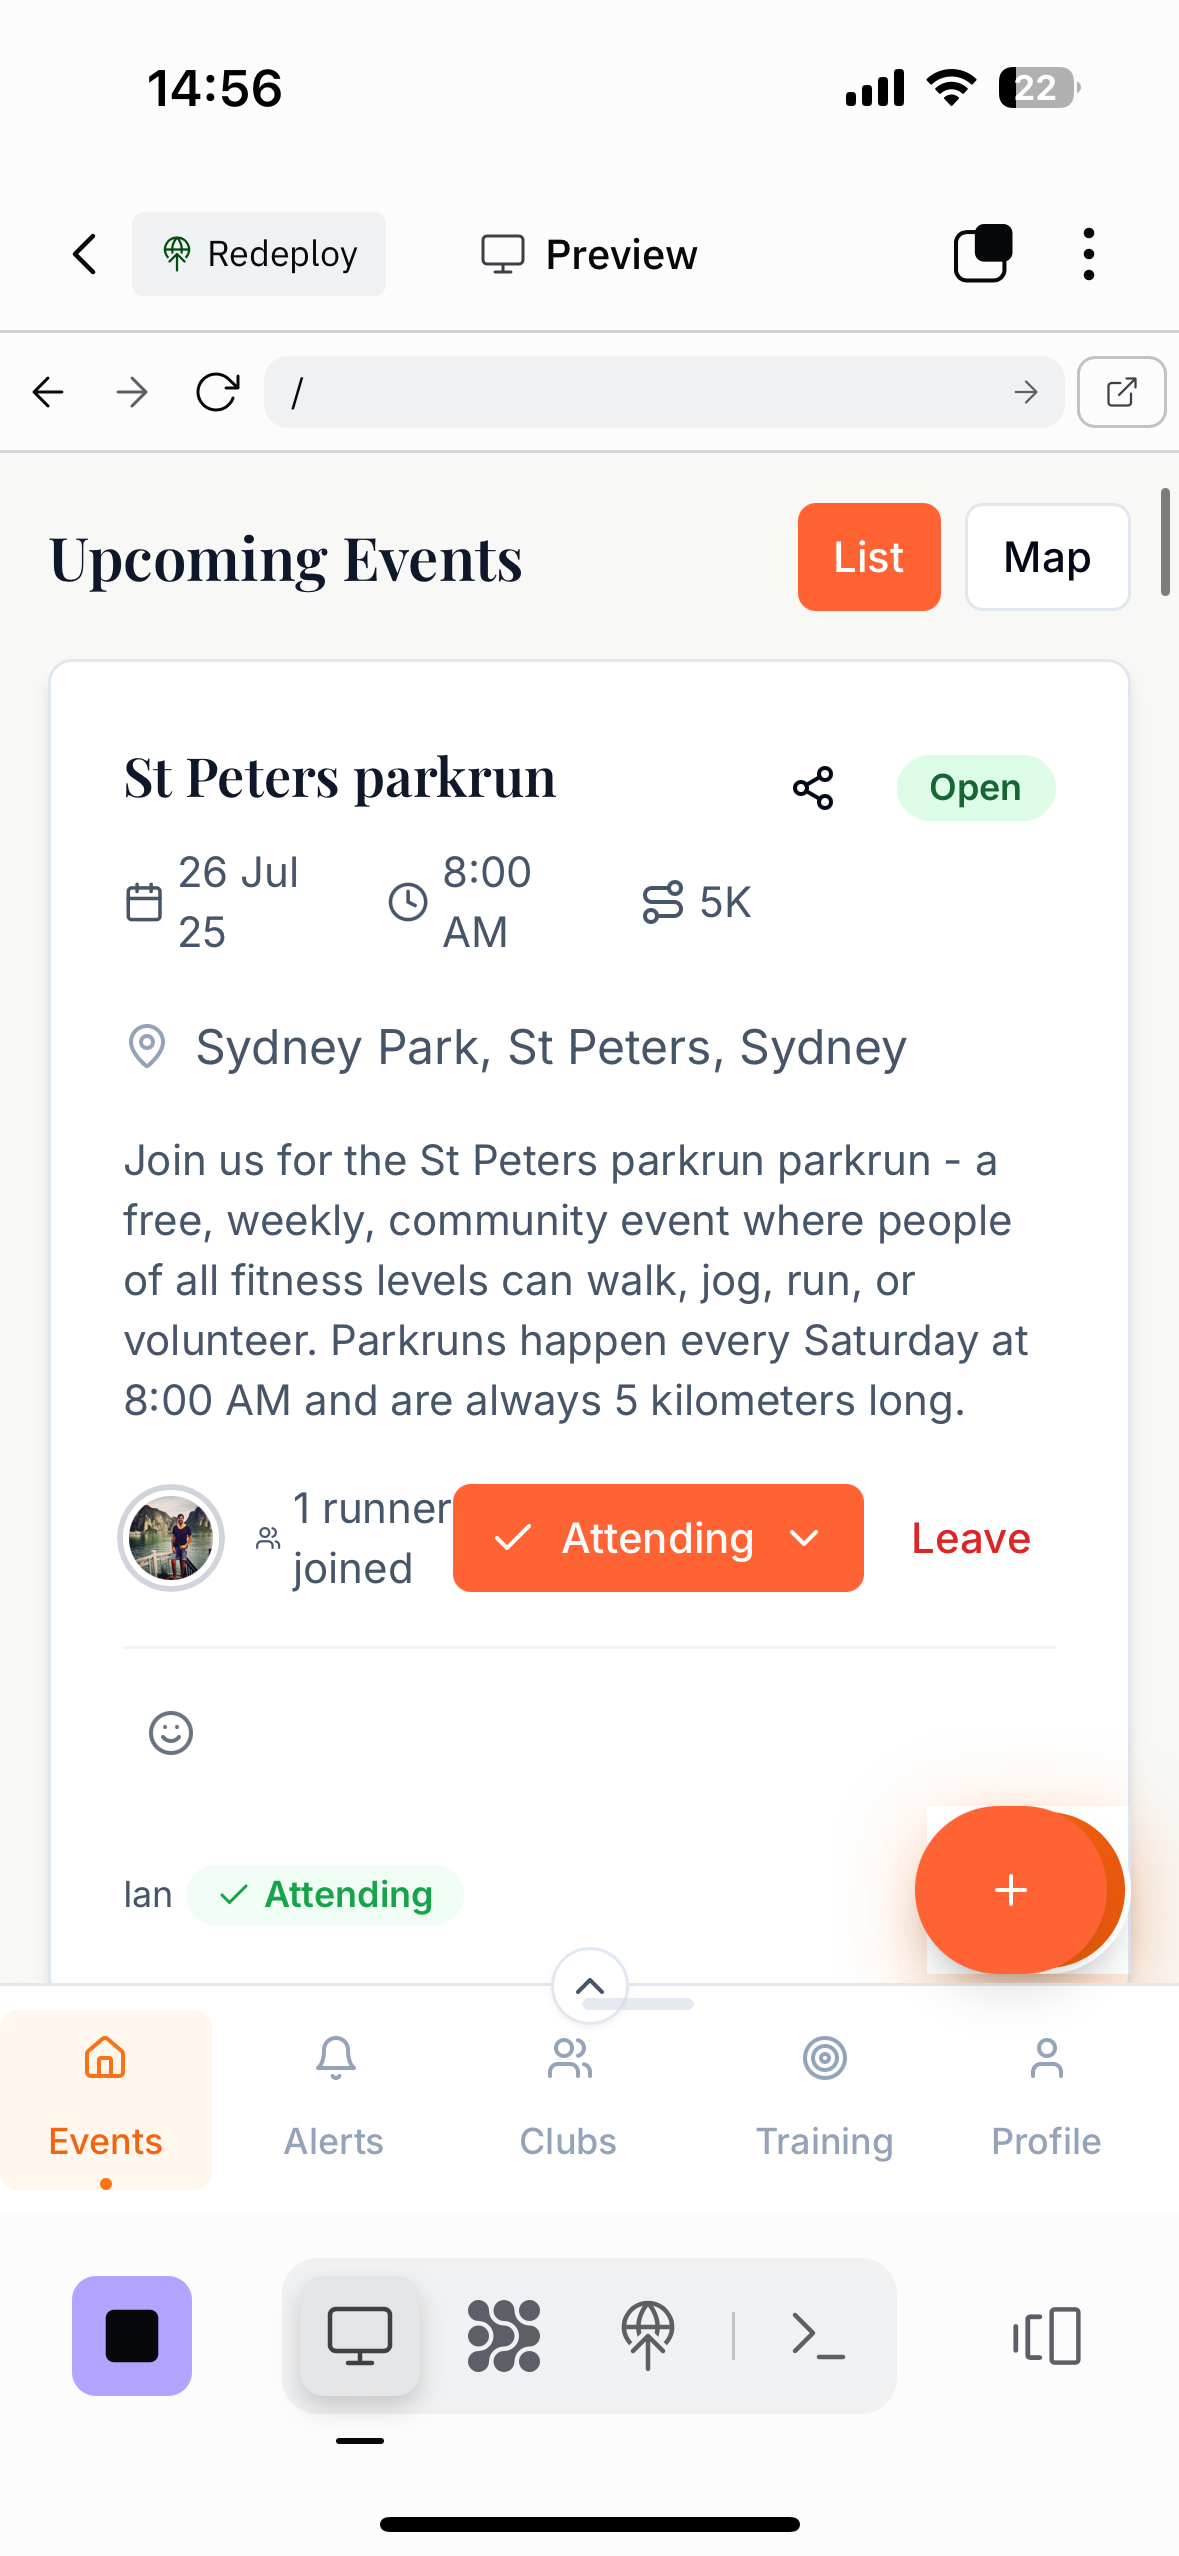 14:56
22
Redeploy
Preview
/
Upcoming Events
List
Map
St Peters parkrun
Open
26 Jul
25
8:00
AM
5K
Sydney Park, St Peters, Sydney
Join us for the St Peters parkrun parkrun - a
free, weekly, community event where people
of all fitness levels can walk, jog, run, or
volunteer. Parkruns happen every Saturday at
8:00 AM and are always 5 kilometers long.
1 runner
joined
Attending
Leave
Ian
Attending
Events
Alerts
Clubs
Training
Profile